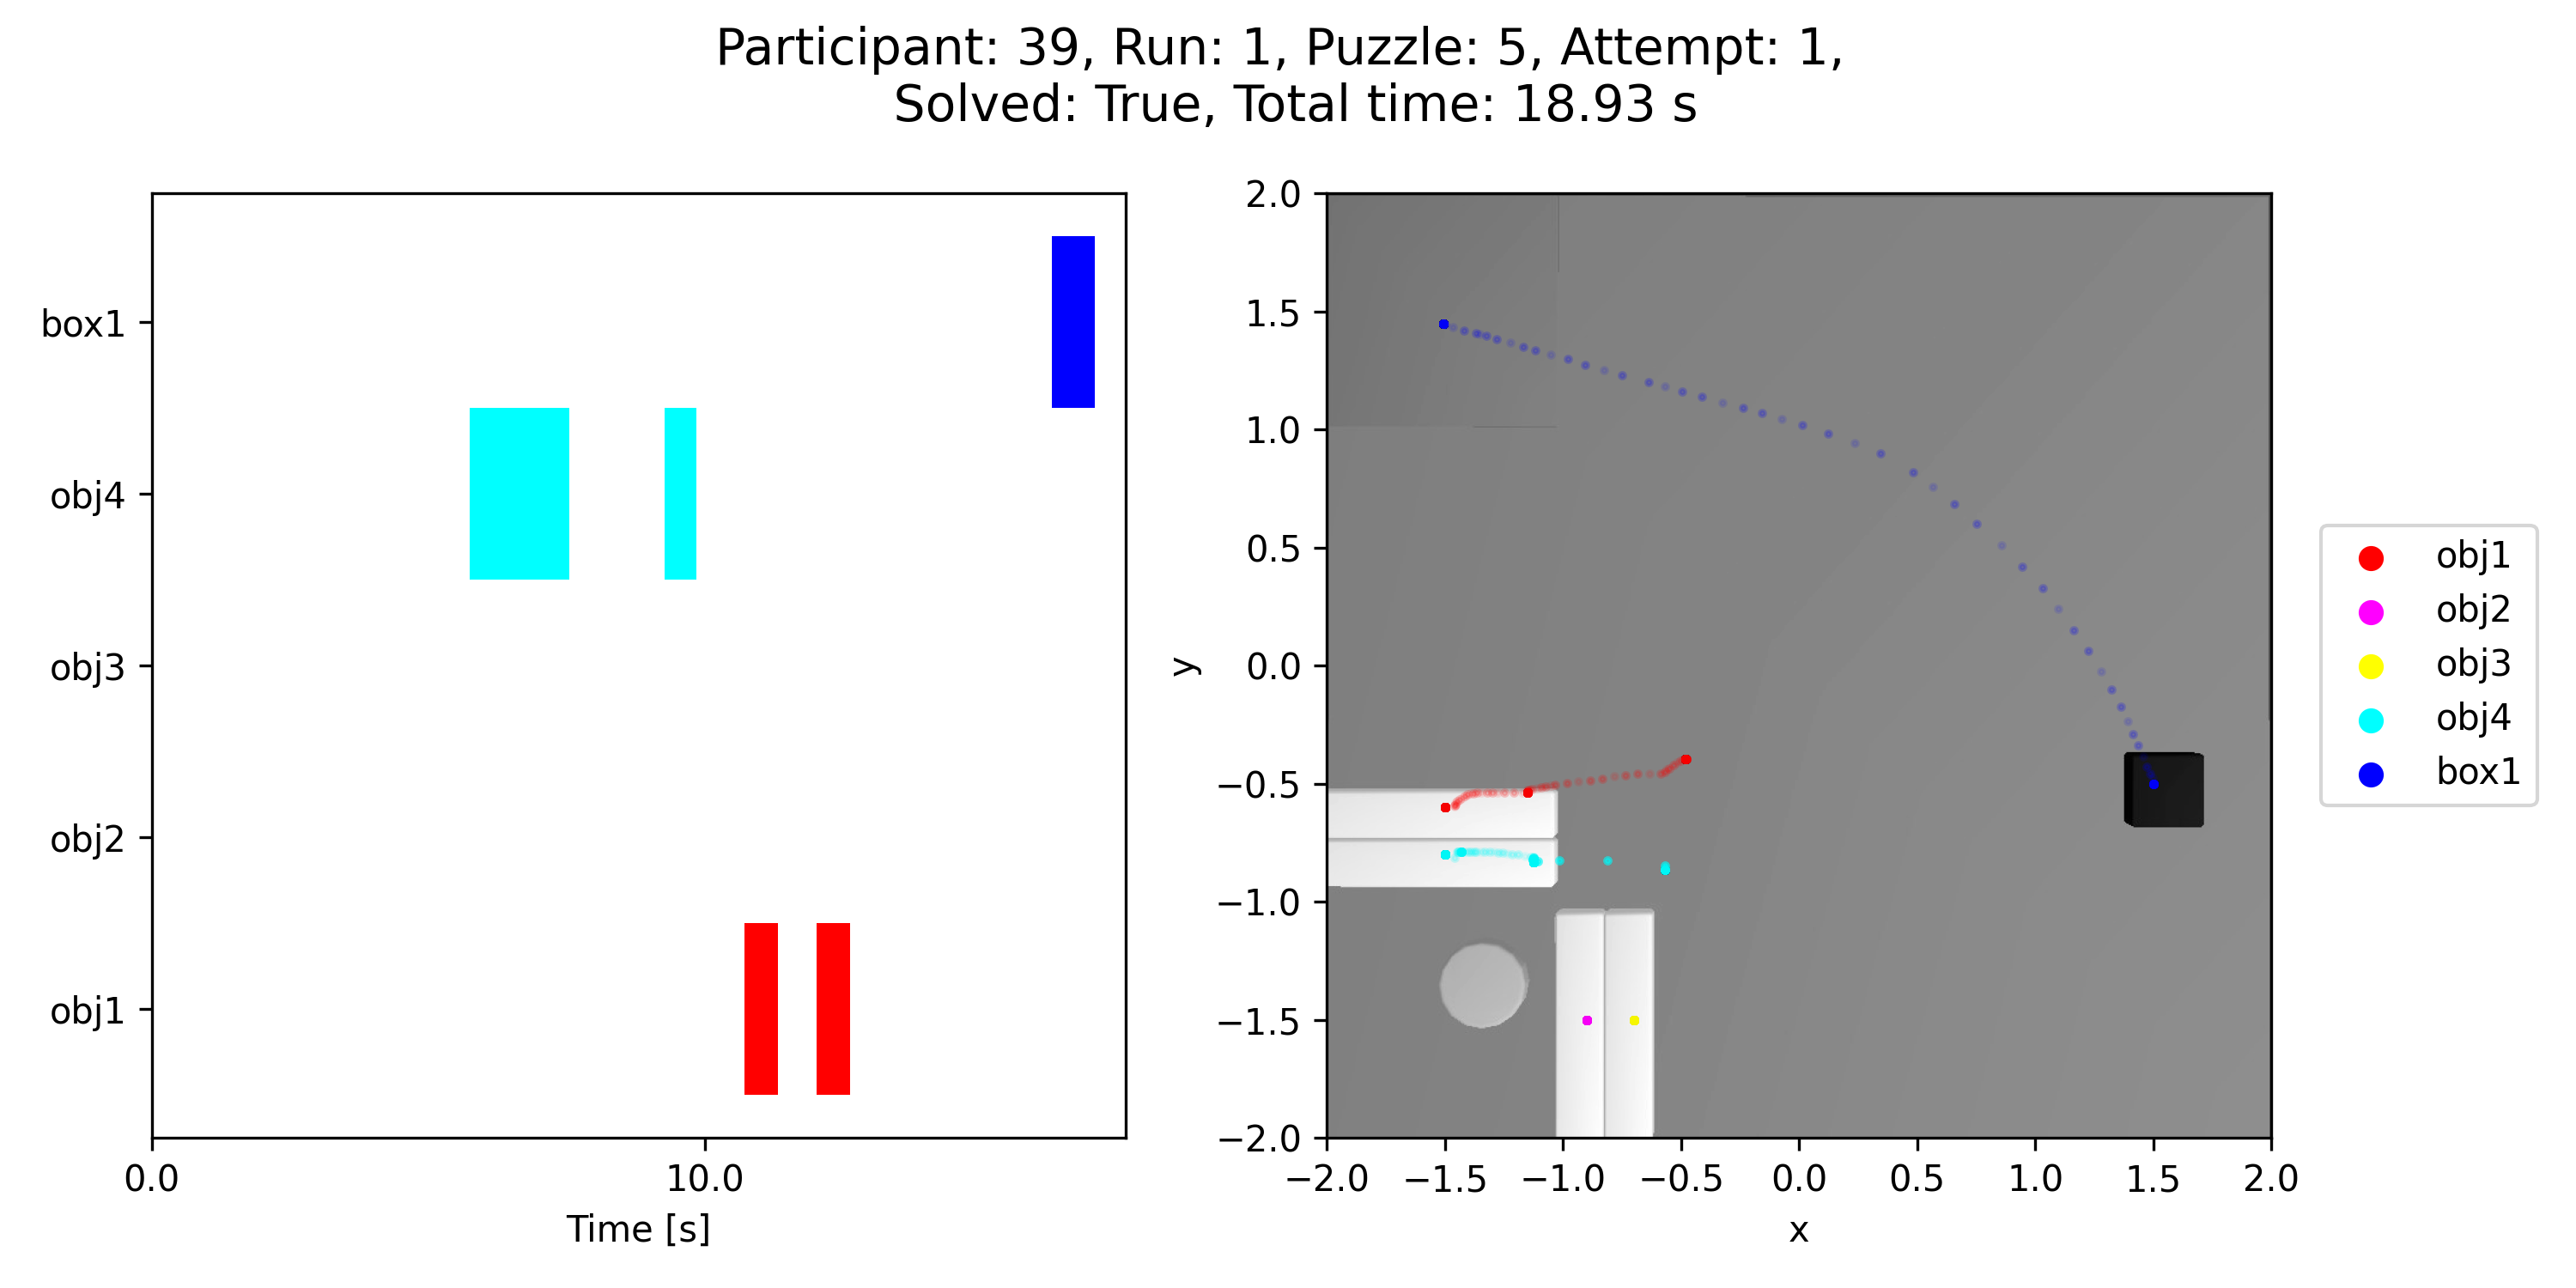 Participant: 39, Run: 1, Puzzle: 5, Attempt: 1,
Solved: True, Total time: 18.93 s
box1
obj4
obj3
obj2
obj1
0.0 10.0
Time [s]
2.0
1.5
1.0
0.5
0.0
−0.5
−1.0
−1.5
−2.0
y
−2.0 −1.5 −1.0 −0.5 0.0 0.5 1.0 1.5 2.0
x
obj1
obj2
obj3
obj4
box1